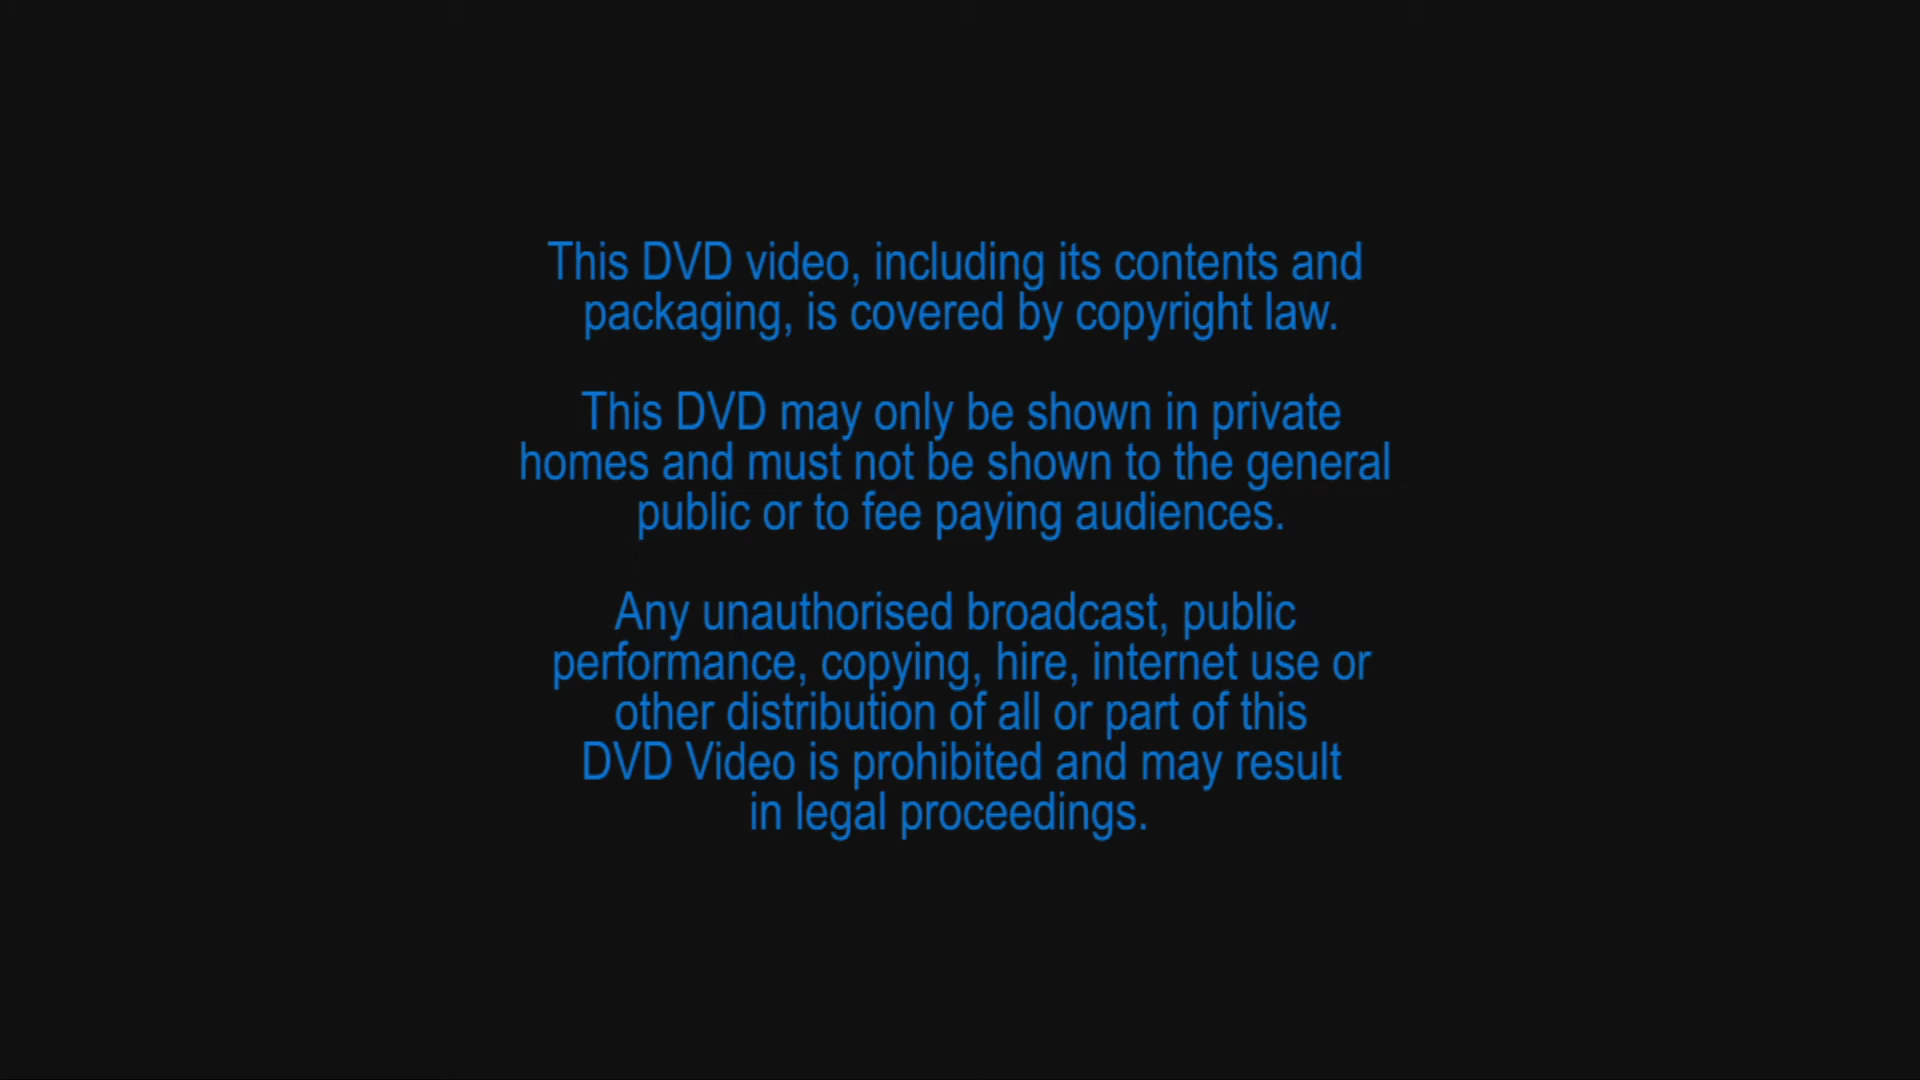 This DVD video, including its contents and
packaging, is covered by copyright law.
This DVD may only be shown in private
homes and must not be shown to the general
public or to fee paying audiences.
Any unauthorised broadcast, public
performance, copying, hire, internet use or
other distribution of all or part of this
DVD Video is prohibited and may result
in legal proceedings.